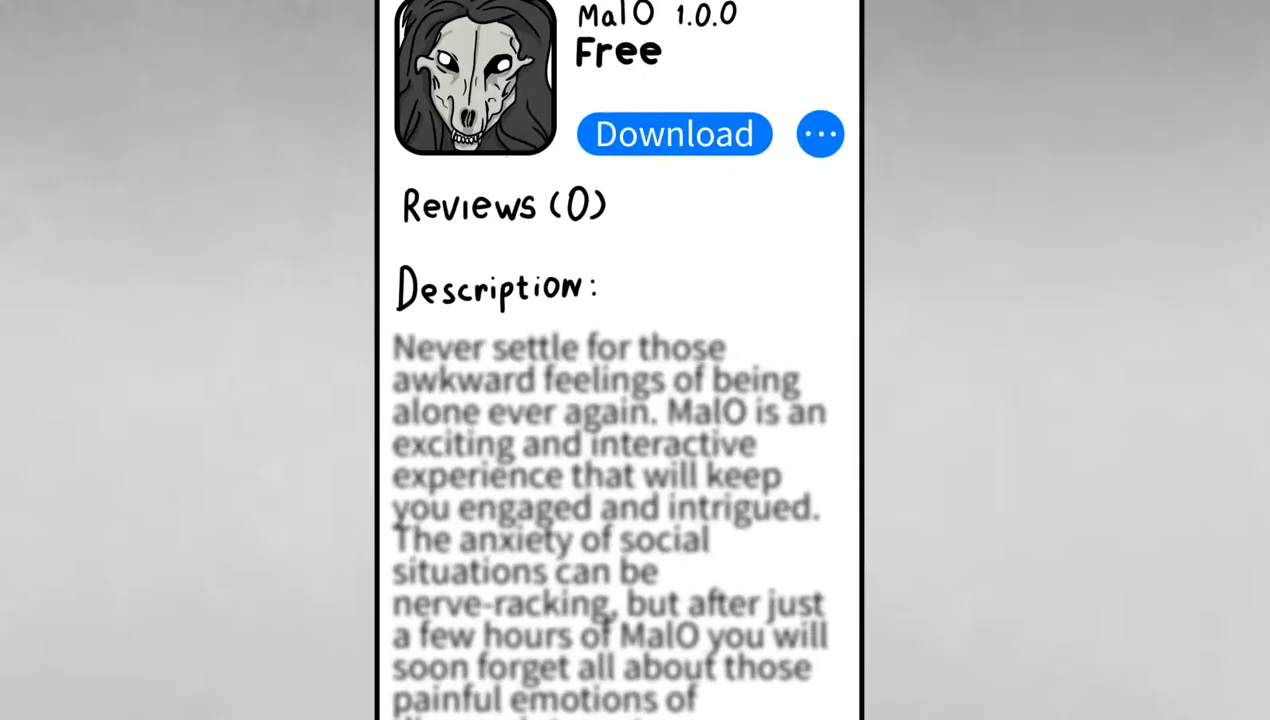 MalO 1.0.0
Free
Download
Reviews (0)
Description:
Never settle for those
awkward feelings of being
alone ever again. MalO is an
exciting and interactive
experience that will keep
you engaged and intrigued.
The anxiety of social
situations can be
nerve-racking, but after just
a few hours of MalO you will
soon forget all about those
painful emotions of